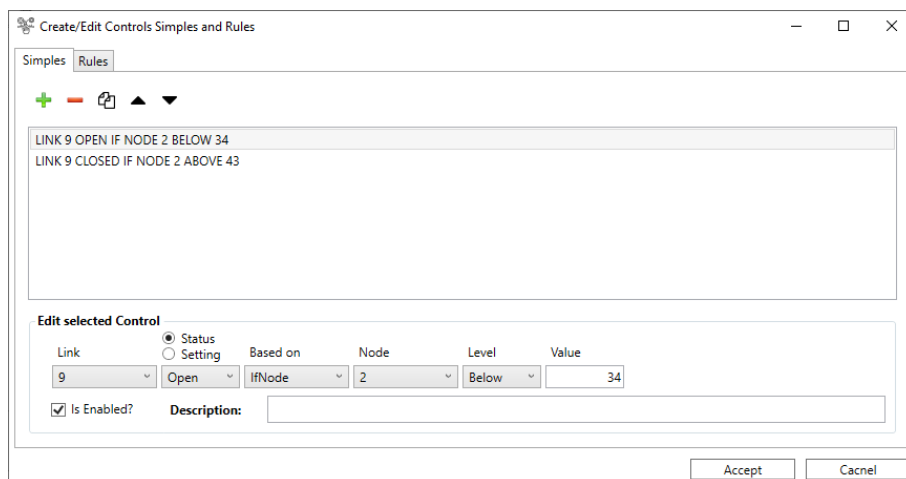 Create/Edit Controls Simples and Rules
Simples Rules
LINK 9 OPEN IF NODE 2 BELOW 34
LINK 9 CLOSED IF NODE 2 ABOVE 43
Edit selected Control
Status
Link Setting Based on Node Level Value
9 Open IfNode 2 Below 34
Is Enabled? Description:
Accept Cacnel